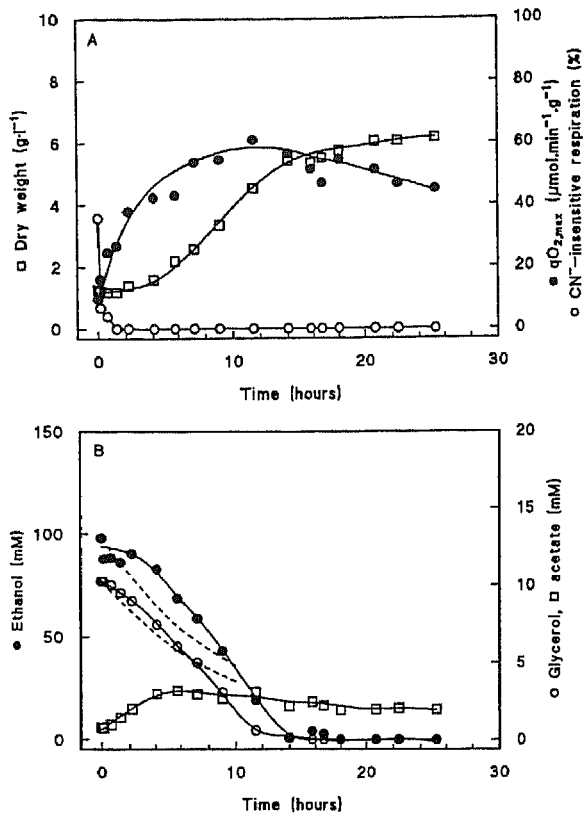 A
10
8
6
4
2
0
□ Dry weight (g·l⁻¹)
100
80
60
40
20
0
● qO₂,max (μmol.min⁻¹.g⁻¹)
○ CN⁻-insensitive respiration (%)
0 10 20 30
Time (hours)
B
150
100
50
0
● Ethanol (mM)
20
15
10
5
0
○ Glycerol, □ acetate (mM)
0 10 20 30
Time (hours)